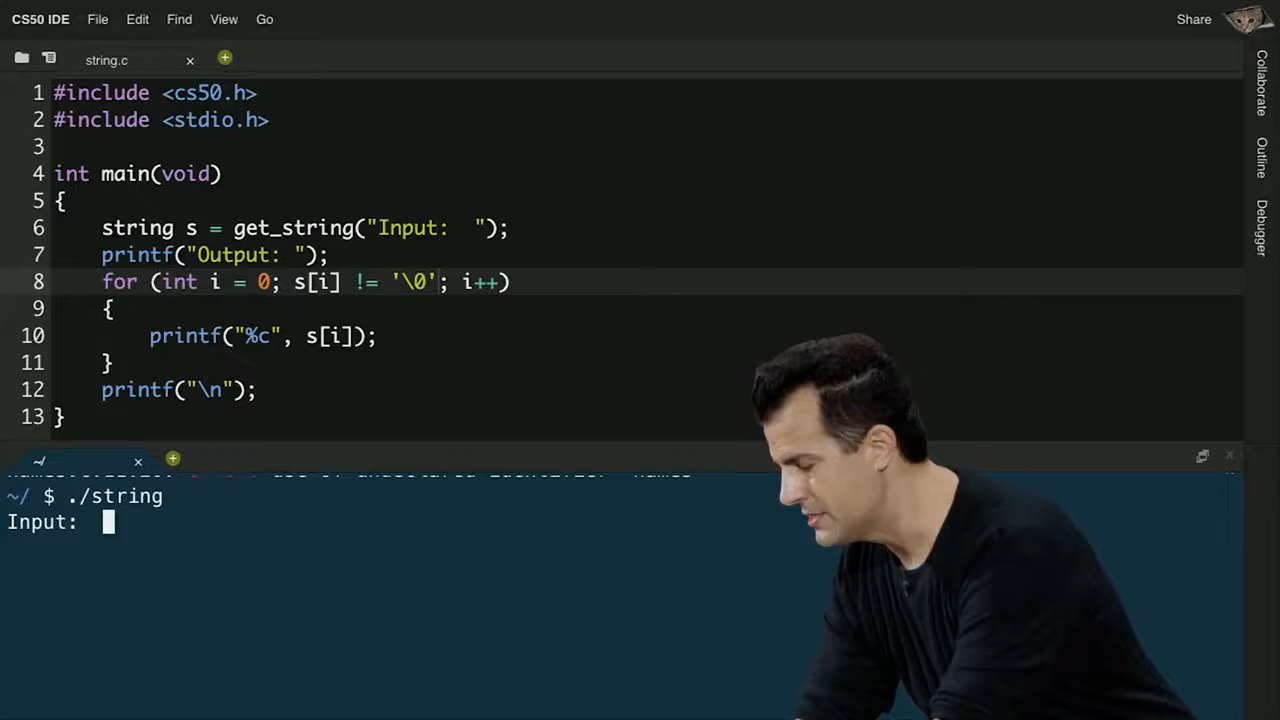 CS50 IDE File Edit Find View Go Share
string.c
Collaborate
Outline
Debugger
1 #include <cs50.h>
2 #include <stdio.h>
3
4 int main(void)
5 {
6 string s = get_string("Input:  ");
7 printf("Output: ");
8 for (int i = 0; s[i] != '\0'; i++)
9 {
10 printf("%c", s[i]);
11 }
12 printf("\n");
13 }
~/
~/ $ ./string
Input: